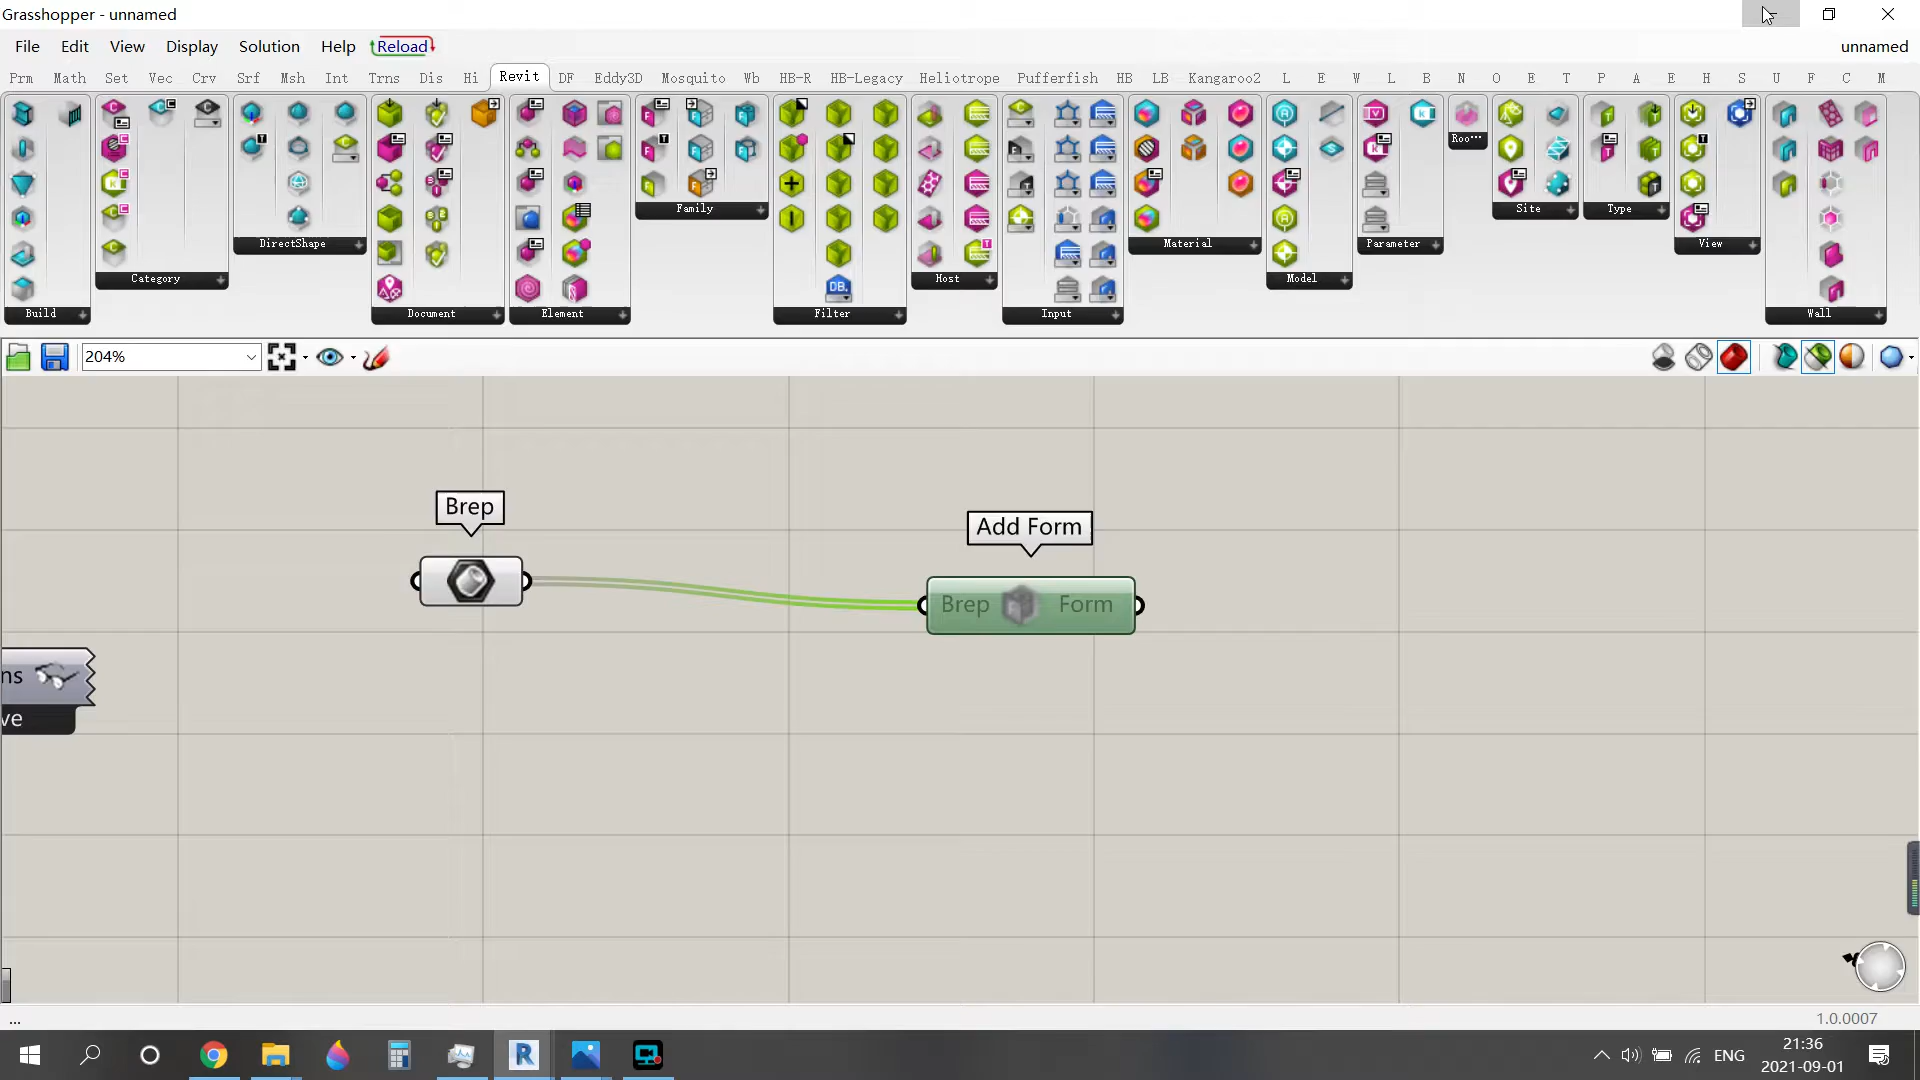 Grasshopper - unnamed
File Edit View Display Solution Help Reload unnamed
Prm Math Set Vec Crv Srf Msh Int Trns Dis Hi Revit DF Eddy3D Mosquito Wb HB-R HB-Legacy Heliotrope Pufferfish HB LB Kangaroo2 L E W L B N O E T P A E H S U F C M
Roo…
Family Site Type
DirectShape Material Parameter View
Category Host Model
Build Document Element Filter Input Wall
204%
Brep
Add Form
Brep Form
ns
ve
...
1.0.0007
21:36
ENG
2021-09-01